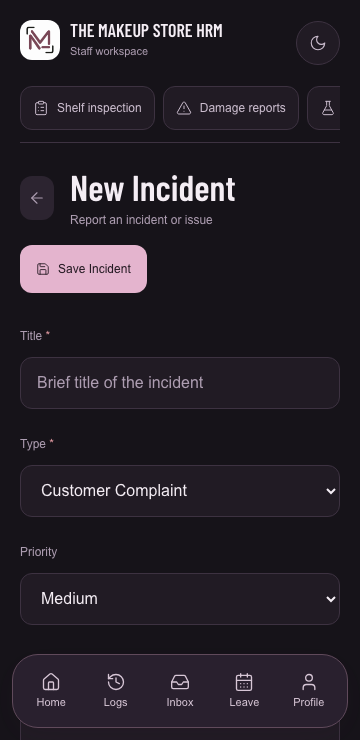 THE MAKEUP STORE HRM
Staff workspace
Shelf inspection
Damage reports
New Incident
Report an incident or issue
Save Incident
Title *
Brief title of the incident
Type *
Customer Complaint
Priority
Medium
Home
Logs
Inbox
Leave
Profile